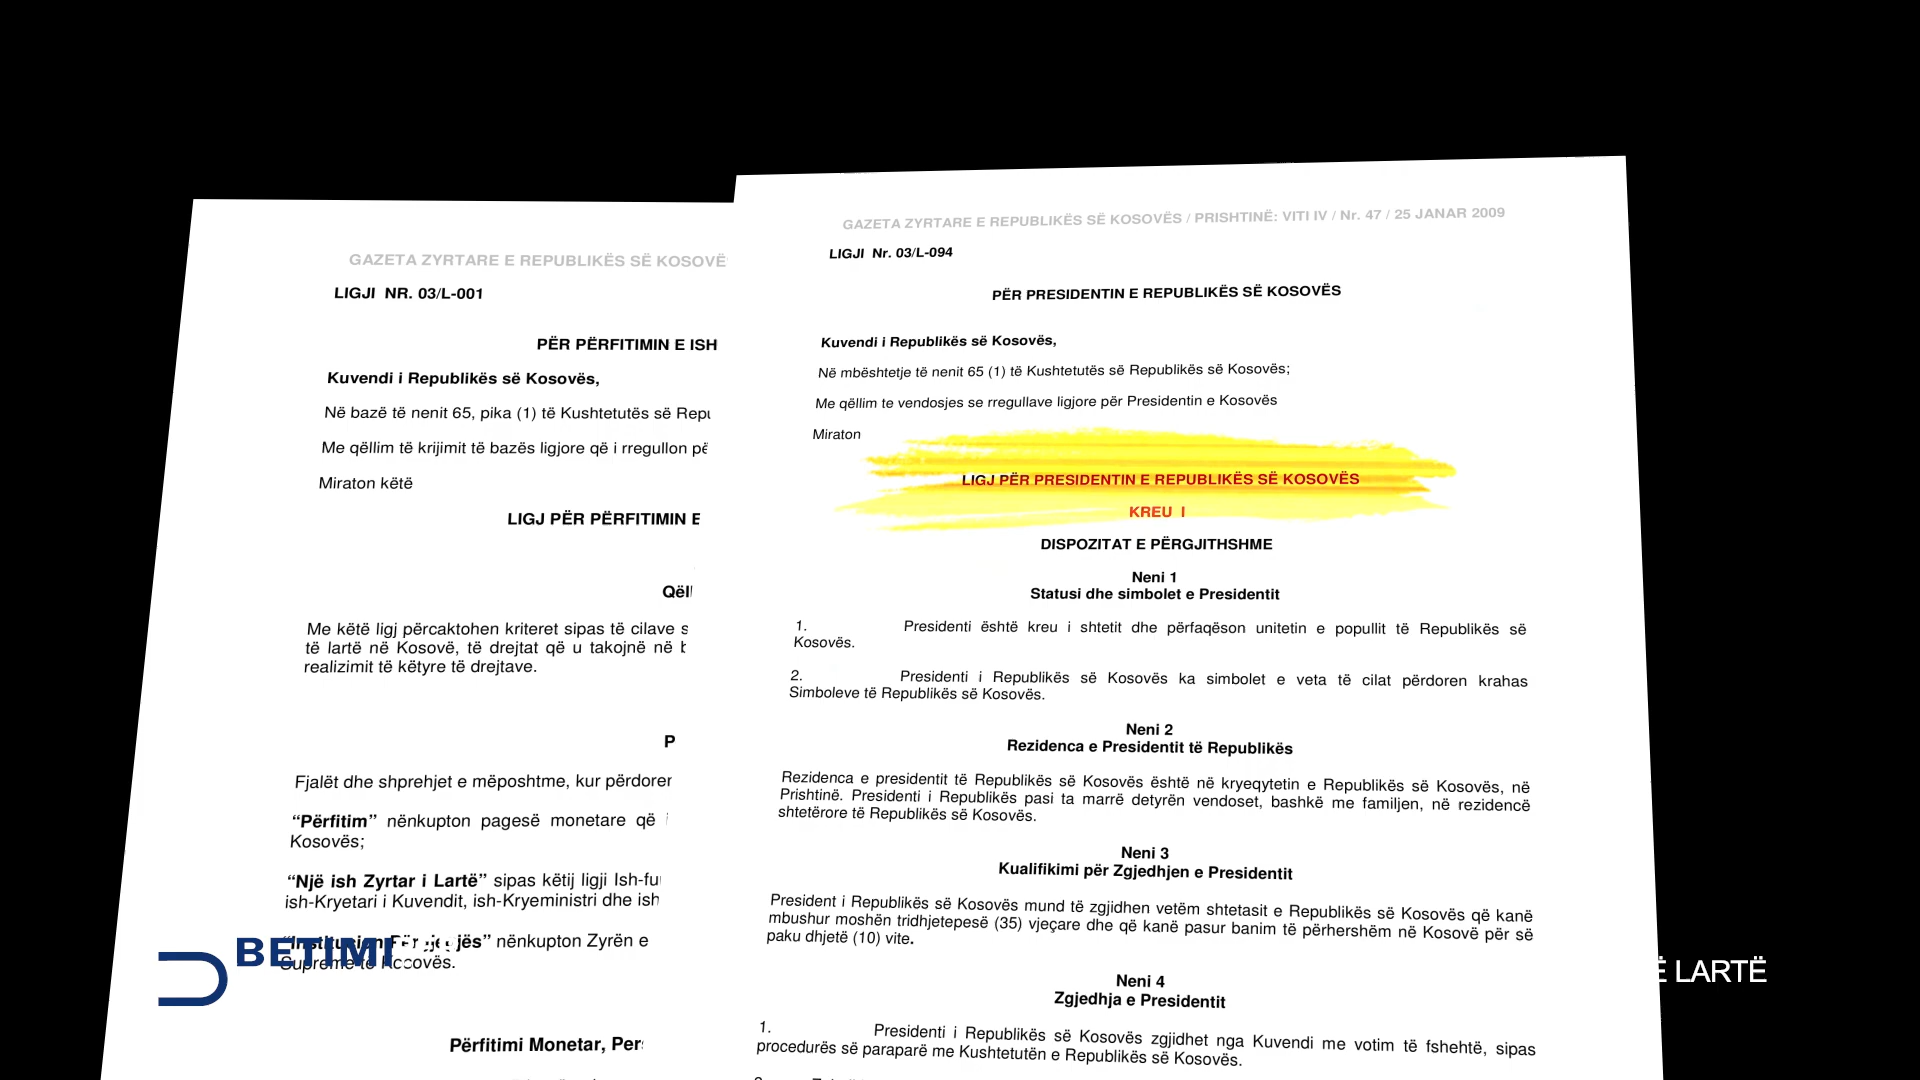 GAZETA ZYRTARE E REPUBLIKËS SË KOSOVË
LIGJI NR. 03/L-001
PËR PËRFITIMIN E ISH
Kuvendi i Republikës së Kosovës,
Në bazë të nenit 65, pika (1) të Kushtetutës së
Me qëllim të krijimit të bazës ligjore që i rregullon
Miraton këtë
LIGJ PËR PËRFITIMIN E
Me këtë ligj përcaktohen kriteret sipas të cilave s
të lartë në Kosovë, të drejtat që u takojnë në
realizimit të këtyre të drejtave.
P
Fjalët dhe shprehjet e mëposhtme, kur përdoren
“Përfitim” nënkupton pagesë monetare që
Kosovës;
“Një ish Zyrtar i Lartë” sipas këtij ligji
ish-Kryetari i Kuvendit, ish-Kryeministri dhe ish
nënkupton Zyrën e
Supreme të Kosovës.
Përfitimi Monetar,
GAZETA ZYRTARE E REPUBLIKËS SË KOSOVËS / PRISHTINË: VITI IV / Nr. 47 / 25 JANAR 2009
LIGJI Nr. 03/L-094
PËR PRESIDENTIN E REPUBLIKËS SË KOSOVËS
Kuvendi i Republikës së Kosovës,
Në mbështetje të nenit 65 (1) të Kushtetutës së Republikës së Kosovës;
Me qëllim te vendosjes se rregullave ligjore për Presidentin e Kosovës
Miraton
LIGJ PËR PRESIDENTIN E REPUBLIKËS SË KOSOVËS
KREU I
DISPOZITAT E PËRGJITHSHME
Neni 1
Statusi dhe simbolet e Presidentit
1. Presidenti është kreu i shtetit dhe përfaqëson unitetin e popullit të Republikës së
Kosovës.
2. Presidenti i Republikës së Kosovës ka simbolet e veta të cilat përdoren krahas
Simboleve të Republikës së Kosovës.
Neni 2
Rezidenca e Presidentit të Republikës
Rezidenca e presidentit të Republikës së Kosovës është në kryeqytetin e Republikës së Kosovës, në
Prishtinë. Presidenti i Republikës pasi ta marrë detyrën vendoset, bashkë me familjen, në rezidencë
shtetërore të Republikës së Kosovës.
Neni 3
Kualifikimi për Zgjedhjen e Presidentit
President i Republikës së Kosovës mund të zgjidhen vetëm shtetasit e Republikës së Kosovës që kanë
mbushur moshën tridhjetepesë (35) vjeçare dhe që kanë pasur banim të përhershëm në Kosovë për së
paku dhjetë (10) vite.
Neni 4
Zgjedhja e Presidentit
1. Presidenti i Republikës së Kosovës zgjidhet nga Kuvendi me votim të fshehtë, sipas
procedurës së paraparë me Kushtetutën e Republikës së Kosovës.
BETIMI
Ë LARTË